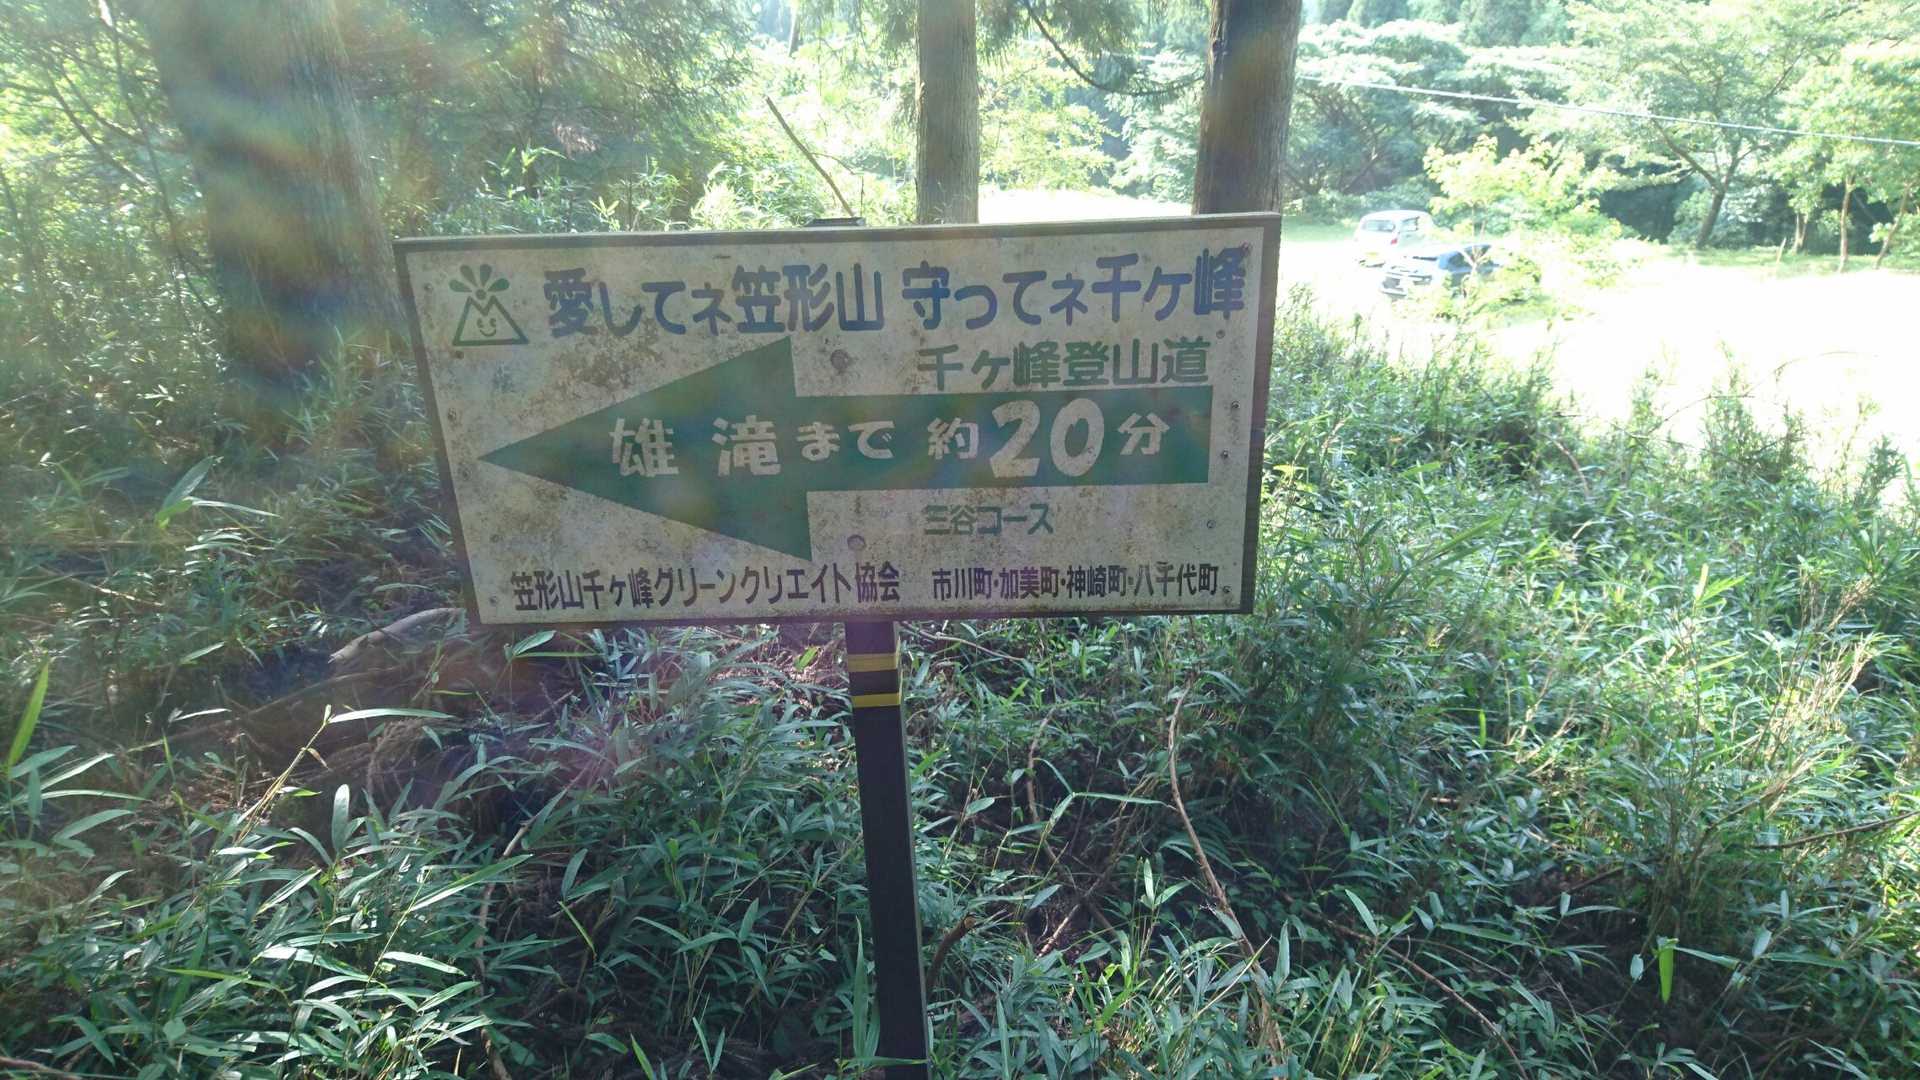 愛してネ笠形山 守ってネ千ケ峰
千ヶ峰登山道
雄滝まで 約20分
三谷コース
笠形山千ヶ峰グリーンクリエイト協会 市川町・加美町・神崎町・八千代町